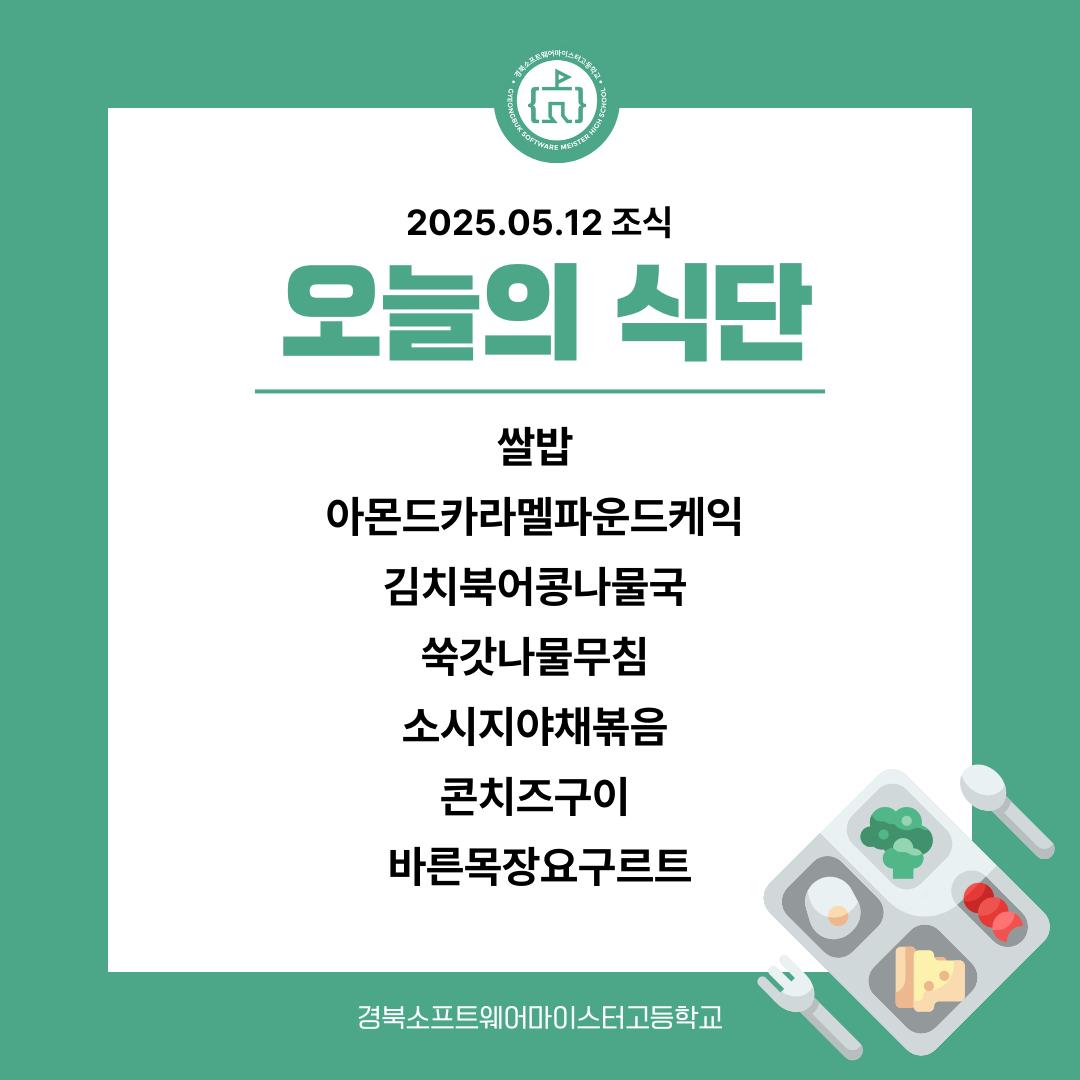 경북소프트웨어마이스터고등학교
GYEONGBUK SOFTWARE MEISTER HIGH SCHOOL
2025.05.12 조식
오늘의 식단
쌀밥
아몬드카라멜파운드케익
김치북어콩나물국
쑥갓나물무침
소시지야채볶음
콘치즈구이
바른목장요구르트
경북소프트웨어마이스터고등학교